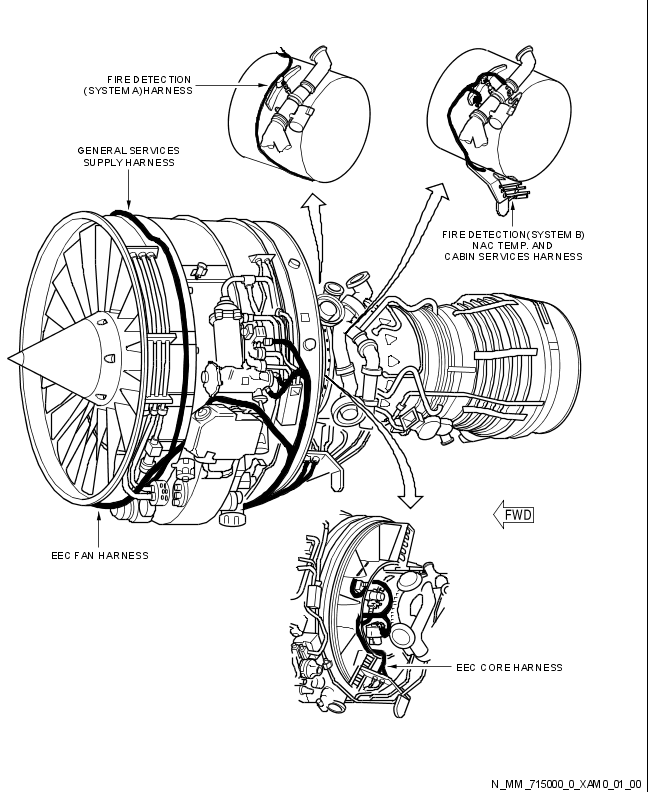 FIRE DETECTION
(SYSTEM A) HARNESS
GENERAL SERVICES
SUPPLY HARNESS
FIRE DETECTION (SYSTEM B)
NAC TEMP. AND
CABIN SERVICES HARNESS
FWD
EEC FAN HARNESS
EEC CORE HARNESS
N_MM_715000_0_XAM0_01_00